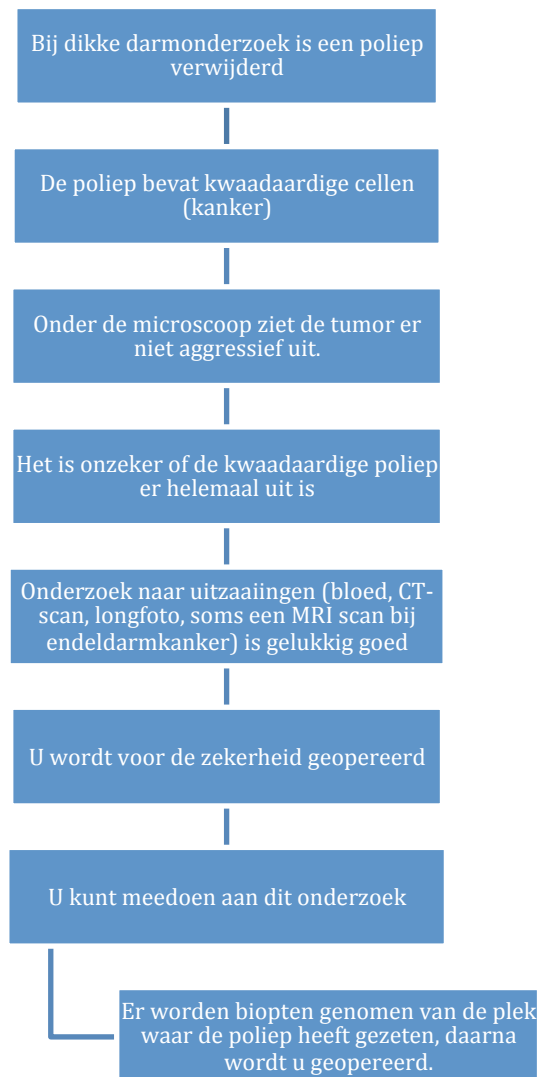 Bij dikke darmonderzoek is een poliep
verwijderd
De poliep bevat kwaadaardige cellen
(kanker)
Onder de microscoop ziet de tumor er
niet aggressief uit.
Het is onzeker of de kwaadaardige poliep
er helemaal uit is
Onderzoek naar uitzaaiingen (bloed, CT-
scan, longfoto, soms een MRI scan bij
endeldarmkanker) is gelukkig goed
U wordt voor de zekerheid geopereerd
U kunt meedoen aan dit onderzoek
Er worden biopten genomen van de plek
waar de poliep heeft gezeten, daarna
wordt u geopereerd.